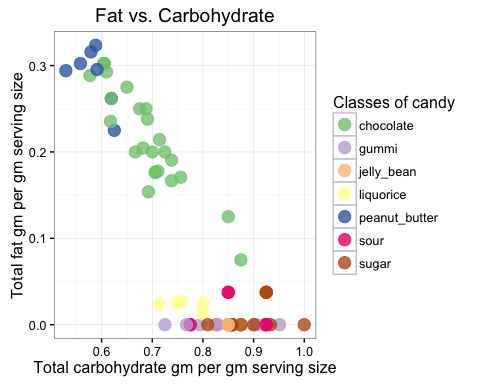 Fat vs. Carbohydrate
Total fat gm per gm serving size
0.3
0.2
0.1
0.0
0.6 0.7 0.8 0.9 1.0
Total carbohydrate gm per gm serving size
Classes of candy
chocolate
gummi
jelly_bean
liquorice
peanut_butter
sour
sugar